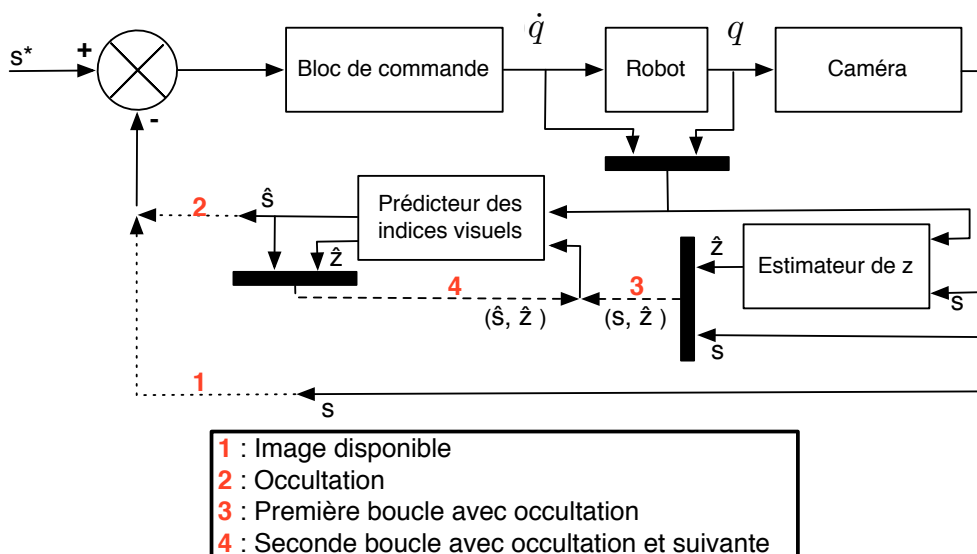 q̇
q
s*
+
Bloc de commande
Robot
Caméra
-
ŝ
2
Prédicteur des
indices visuels
ẑ
ẑ
Estimateur de z
4
3
s
(ŝ, ẑ )
(s, ẑ )
s
1
s
1 : Image disponible
2 : Occultation
3 : Première boucle avec occultation
4 : Seconde boucle avec occultation et suivante